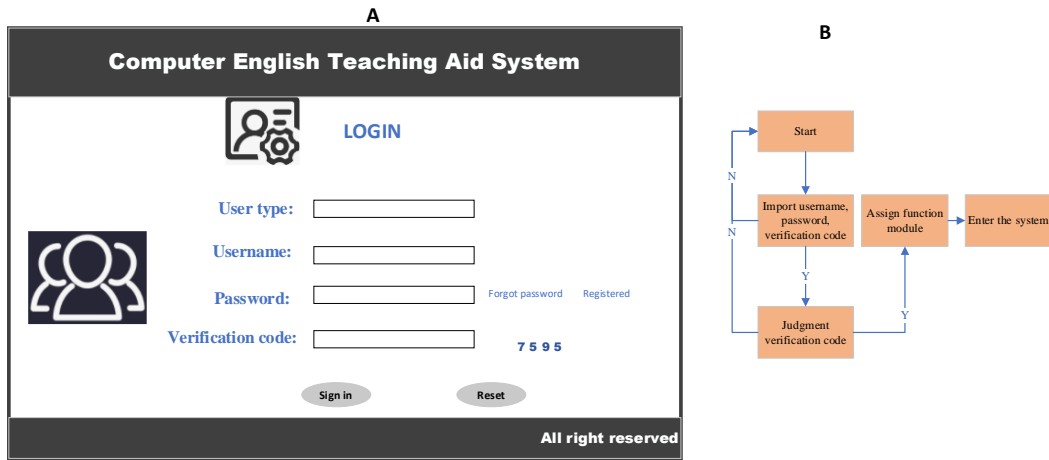 A
Computer English Teaching Aid System
LOGIN
User type:
Username:
Password:
Forgot password
Registered
Verification code:
7 5 9 5
Sign in
Reset
All right reserved
B
Start
N
Import username,
password,
verification code
Assign function
module
Enter the system
N
Y
Judgment
verification code
Y